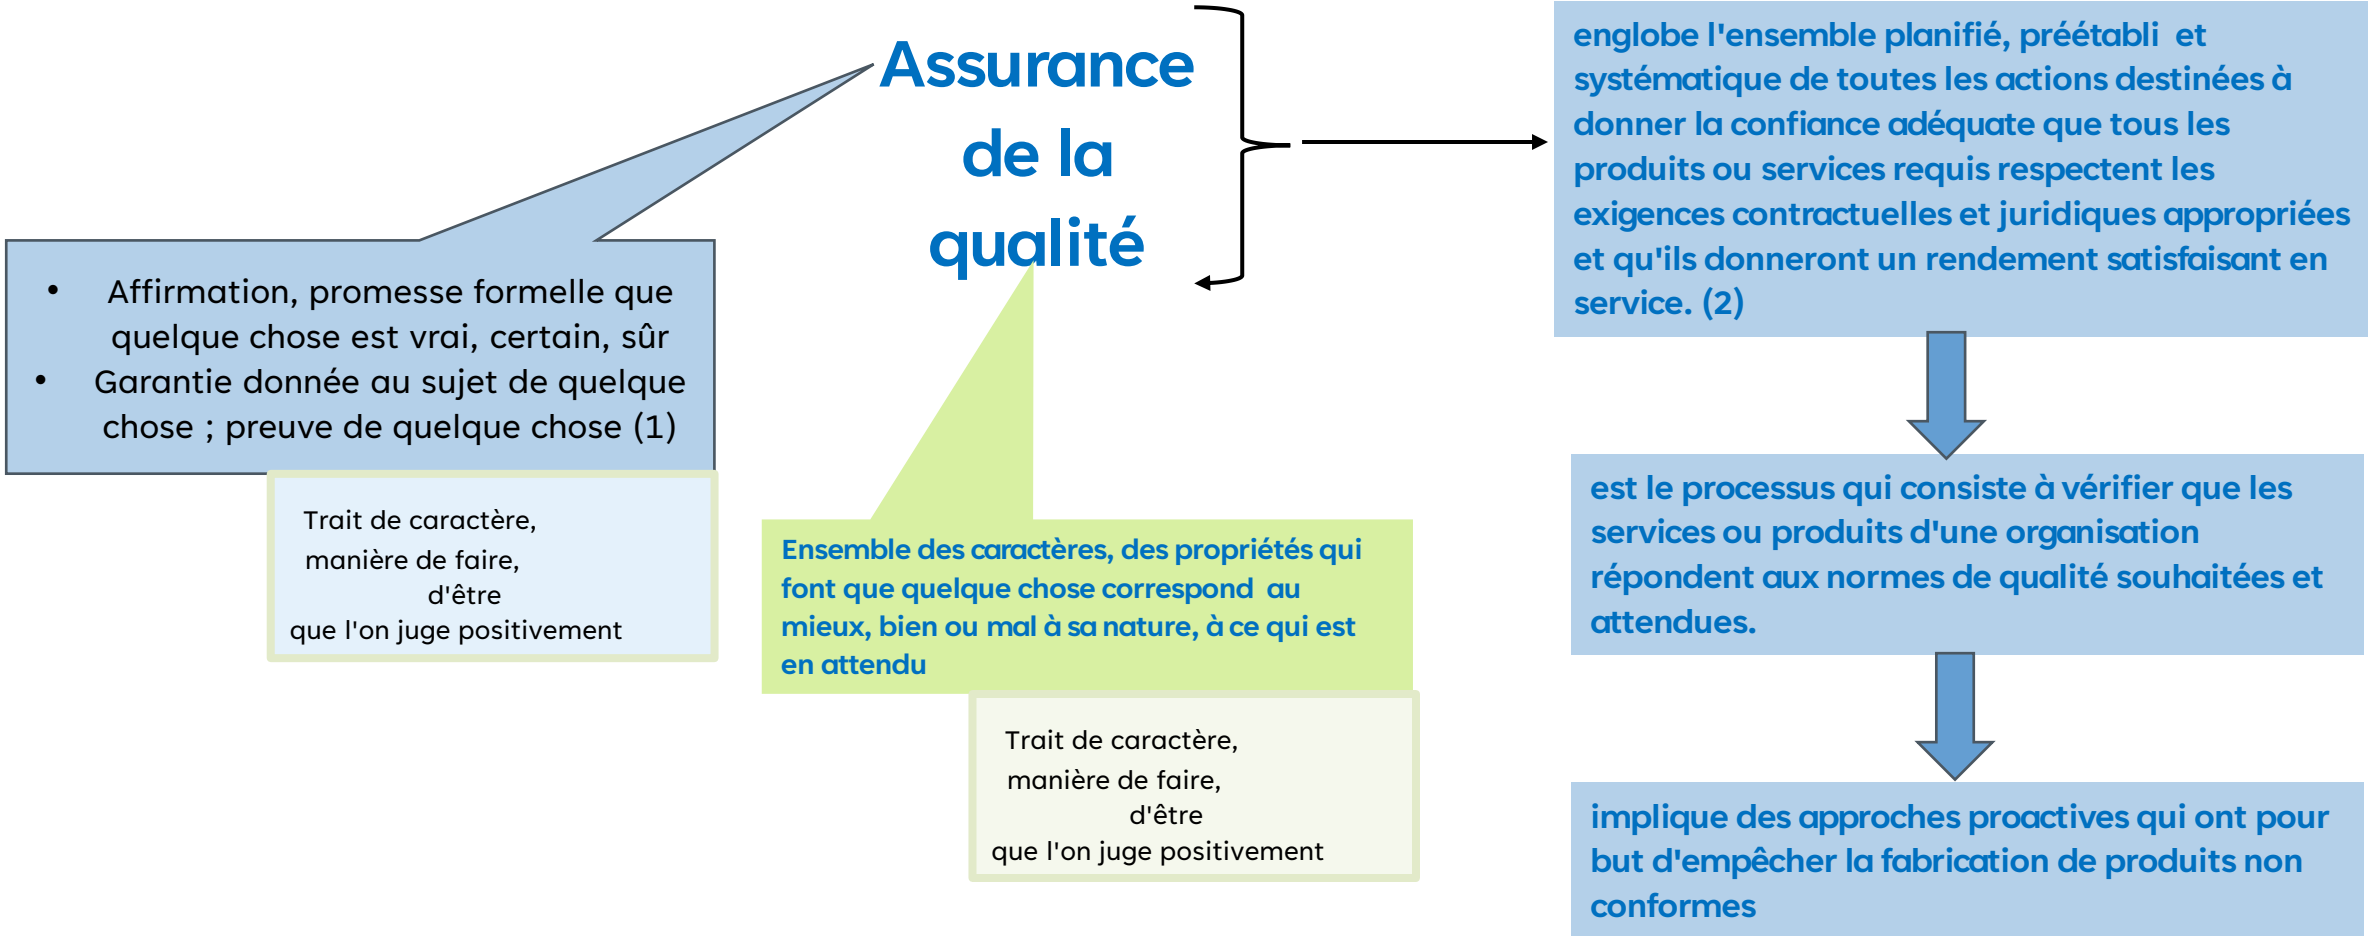 Assurance
de la
qualité
• Affirmation, promesse formelle que
quelque chose est vrai, certain, sûr
• Garantie donnée au sujet de quelque
chose ; preuve de quelque chose (1)
Trait de caractère,
manière de faire,
d'être
que l'on juge positivement
Ensemble des caractères, des propriétés qui
font que quelque chose correspond au
mieux, bien ou mal à sa nature, à ce qui est
en attendu
Trait de caractère,
manière de faire,
d'être
que l'on juge positivement
englobe l'ensemble planifié, préétabli et
systématique de toutes les actions destinées à
donner la confiance adéquate que tous les
produits ou services requis respectent les
exigences contractuelles et juridiques appropriées
et qu'ils donneront un rendement satisfaisant en
service. (2)
est le processus qui consiste à vérifier que les
services ou produits d'une organisation
répondent aux normes de qualité souhaitées et
attendues.
implique des approches proactives qui ont pour
but d'empêcher la fabrication de produits non
conformes